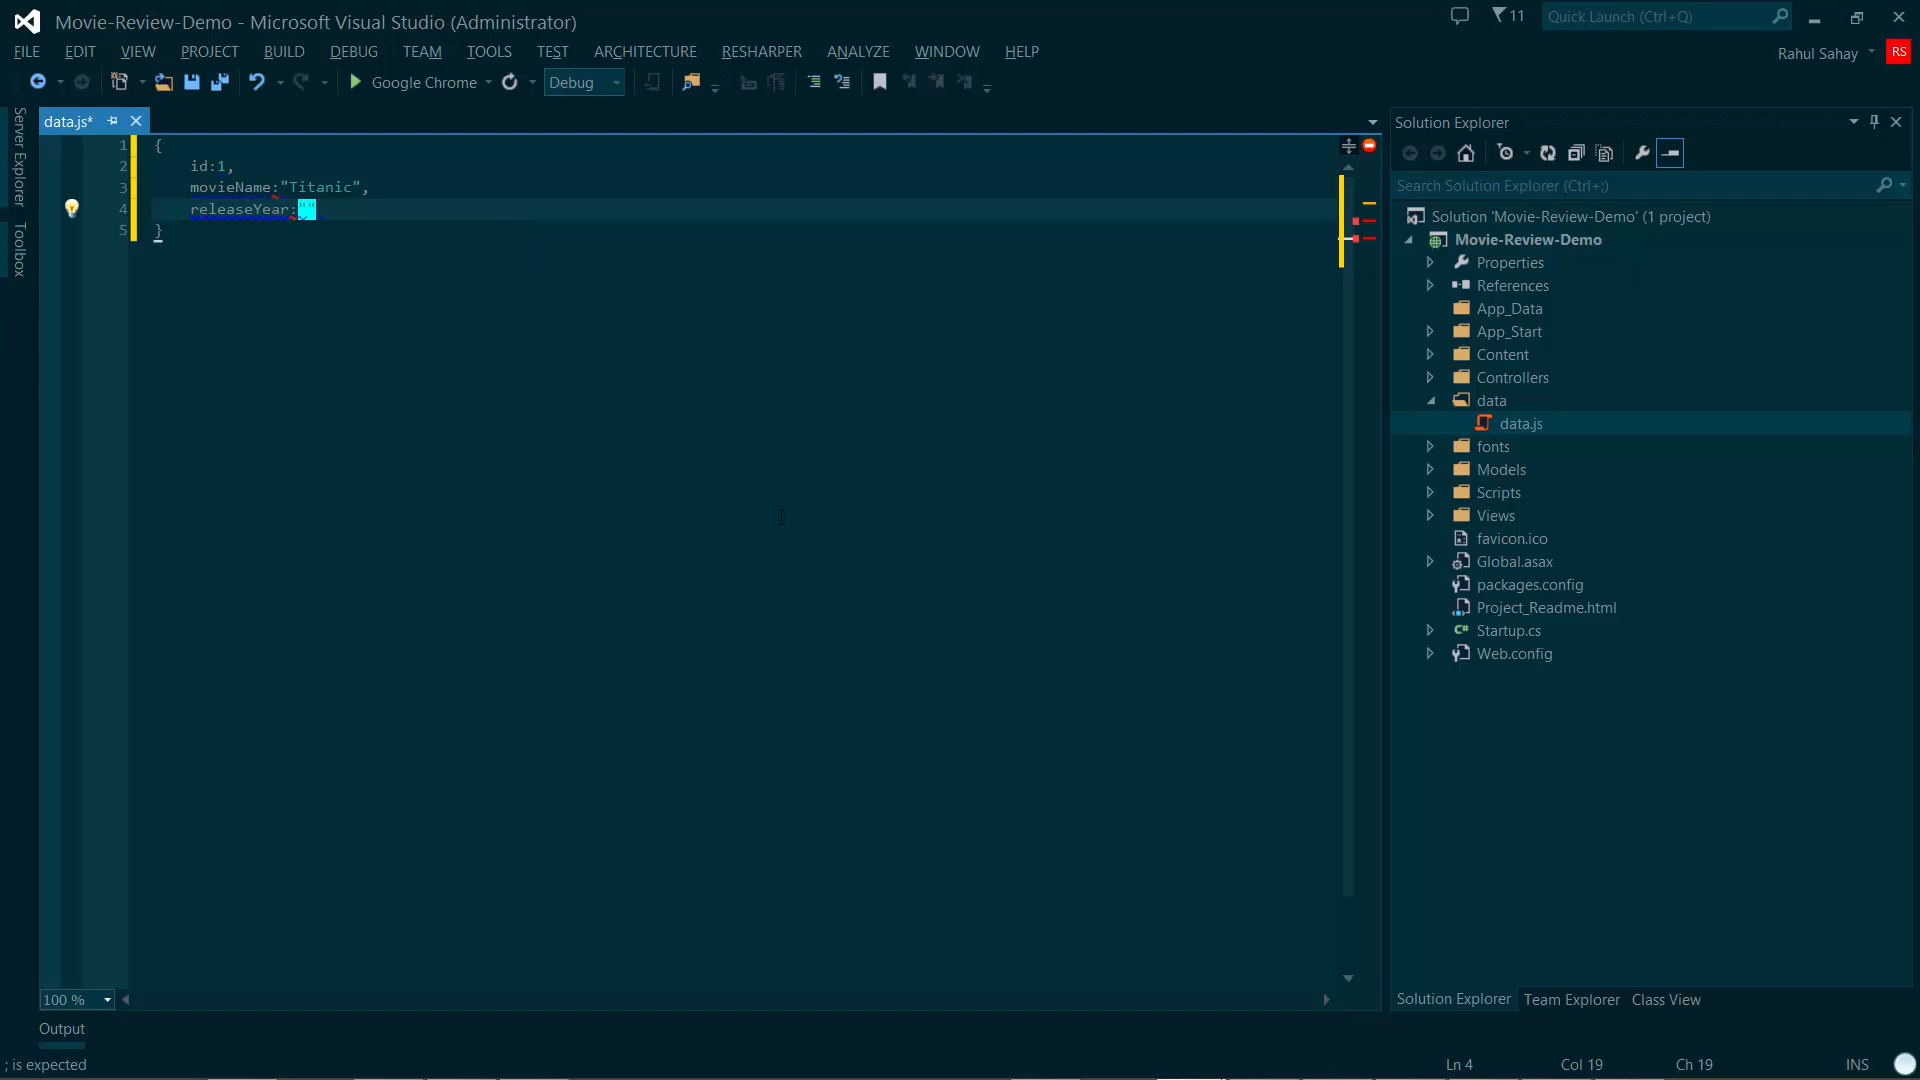 Movie-Review-Demo - Microsoft Visual Studio (Administrator)
11
Quick Launch (Ctrl+Q)
FILE EDIT VIEW PROJECT BUILD DEBUG TEAM TOOLS TEST ARCHITECTURE RESHARPER ANALYZE WINDOW HELP
Rahul Sahay
RS
Google Chrome
Debug
Server Explorer
Toolbox
data.js*
1 {
2 id:1,
3 movieName:"Titanic",
4 releaseYear:""
5 }
100 %
Output
Solution Explorer
Search Solution Explorer (Ctrl+;)
Solution 'Movie-Review-Demo' (1 project)
Movie-Review-Demo
Properties
References
App_Data
App_Start
Content
Controllers
data
data.js
fonts
Models
Scripts
Views
favicon.ico
Global.asax
packages.config
Project_Readme.html
C# Startup.cs
Web.config
Solution Explorer Team Explorer Class View
; is expected
Ln 4 Col 19 Ch 19 INS